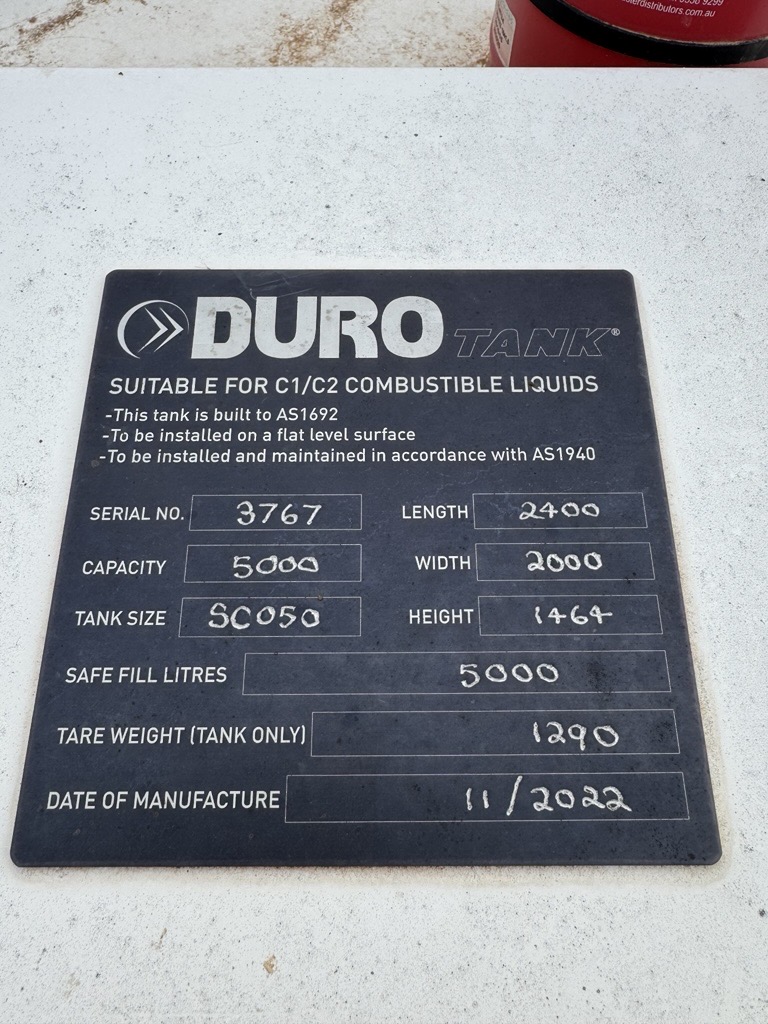 sterdistributors.com.au
DURO TANK®
SUITABLE FOR C1/C2 COMBUSTIBLE LIQUIDS
-This tank is built to AS1692
-To be installed on a flat level surface
-To be installed and maintained in accordance with AS1940
SERIAL NO. 3767 LENGTH 2400
CAPACITY 5000 WIDTH 2000
TANK SIZE SC050 HEIGHT 1464
SAFE FILL LITRES 5000
TARE WEIGHT (TANK ONLY) 1290
DATE OF MANUFACTURE 11/2022